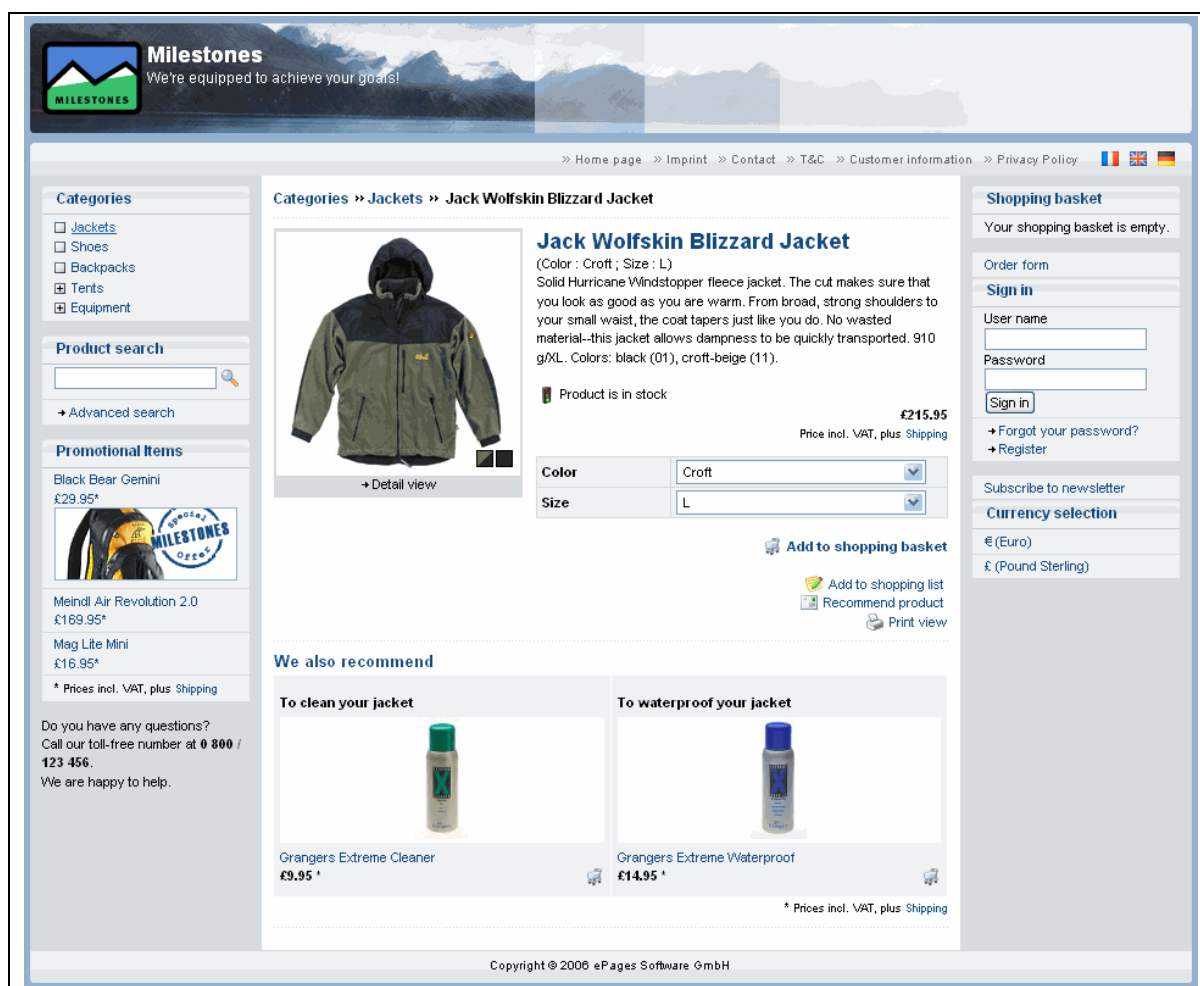 Milestones
We're equipped to achieve your goals!
MILESTONES
» Home page » Imprint » Contact » T&C » Customer information » Privacy Policy
Categories
Jackets
Shoes
Backpacks
Tents
Equipment
Product search
Advanced search
Promotional Items
Black Bear Gemini
£29.95*
special
MILESTONES
offer
Meindl Air Revolution 2.0
£169.95*
Mag Lite Mini
£16.95*
* Prices incl. VAT, plus Shipping
Do you have any questions?
Call our toll-free number at 0 800 /
123 456.
We are happy to help.
Categories » Jackets » Jack Wolfskin Blizzard Jacket
Detail view
Jack Wolfskin Blizzard Jacket
(Color : Croft ; Size : L)
Solid Hurricane Windstopper fleece jacket. The cut makes sure that
you look as good as you are warm. From broad, strong shoulders to
your small waist, the coat tapers just like you do. No wasted
material--this jacket allows dampness to be quickly transported. 910
g/XL. Colors: black (01), croft-beige (11).
Product is in stock
£215.95
Price incl. VAT, plus Shipping
Color Croft
Size L
Add to shopping basket
Add to shopping list
Recommend product
Print view
We also recommend
To clean your jacket
X
Grangers Extreme Cleaner
£9.95 *
To waterproof your jacket
X
Grangers Extreme Waterproof
£14.95 *
* Prices incl. VAT, plus Shipping
Shopping basket
Your shopping basket is empty.
Order form
Sign in
User name
Password
Sign in
Forgot your password?
Register
Subscribe to newsletter
Currency selection
€ (Euro)
£ (Pound Sterling)
Copyright © 2006 ePages Software GmbH